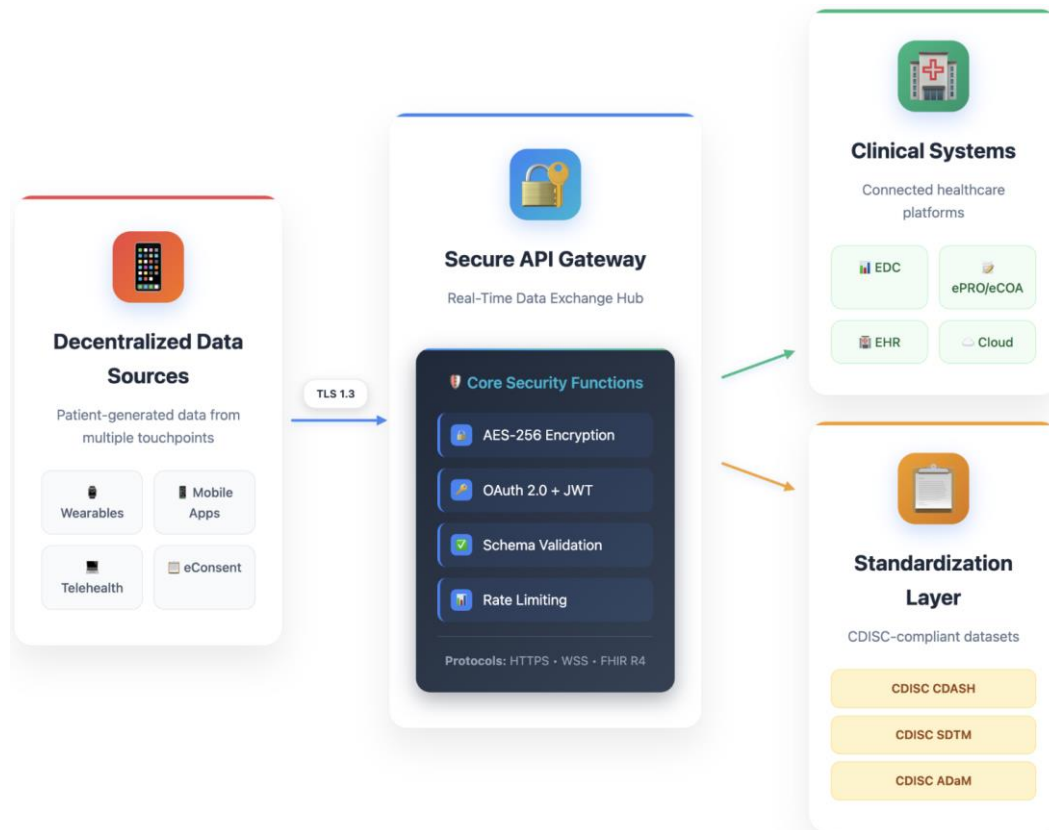 Decentralized Data
Sources
Patient-generated data from
multiple touchpoints
Wearables
Mobile
Apps
Telehealth
eConsent
TLS 1.3
Secure API Gateway
Real-Time Data Exchange Hub
Core Security Functions
AES-256 Encryption
OAuth 2.0 + JWT
Schema Validation
Rate Limiting
Protocols: HTTPS • WSS • FHIR R4
Clinical Systems
Connected healthcare
platforms
EDC
ePRO/eCOA
EHR
Cloud
Standardization
Layer
CDISC-compliant datasets
CDISC CDASH
CDISC SDTM
CDISC ADaM